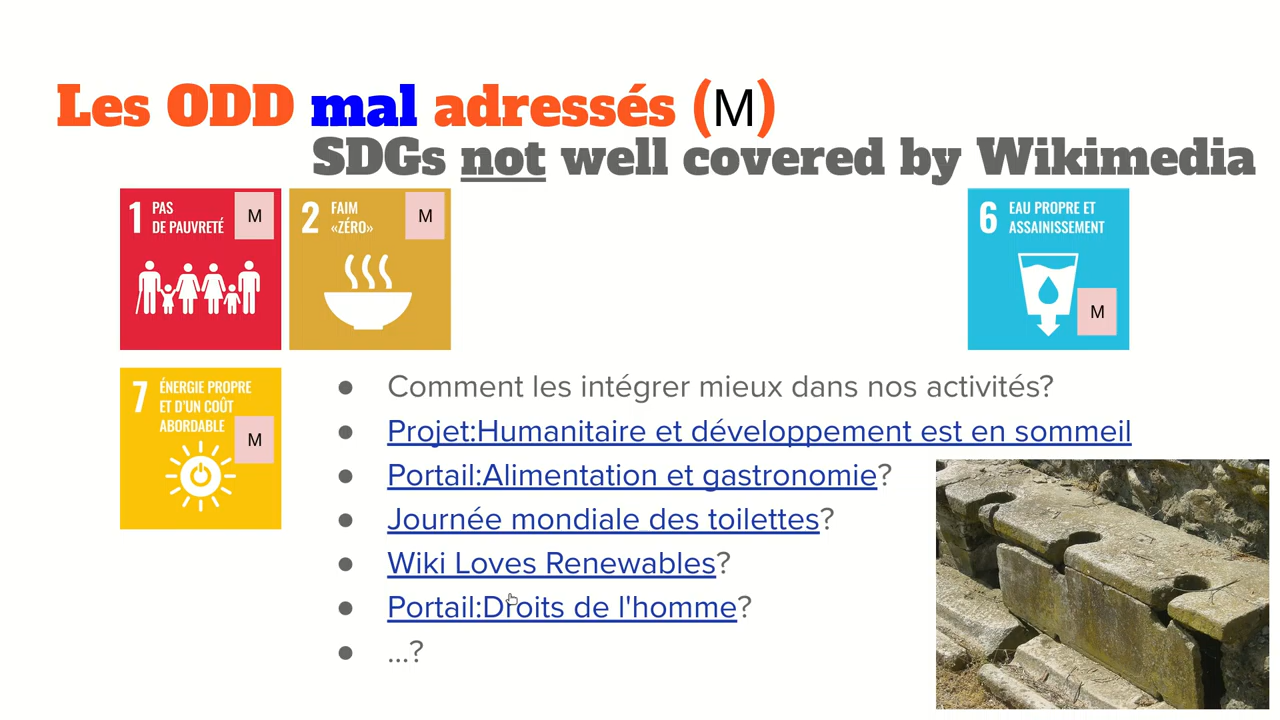 Les ODD mal adressés (M)
SDGs not well covered by Wikimedia
1 PAS
DE PAUVRETÉ
M
2 FAIM
«ZÉRO»
M
6 EAU PROPRE ET
ASSAINISSEMENT
M
7 ÉNERGIE PROPRE
ET D'UN COÛT
ABORDABLE
M
● Comment les intégrer mieux dans nos activités?
● Projet:Humanitaire et développement est en sommeil
● Portail:Alimentation et gastronomie?
● Journée mondiale des toilettes?
● Wiki Loves Renewables?
● Portail:Droits de l'homme?
● ...?